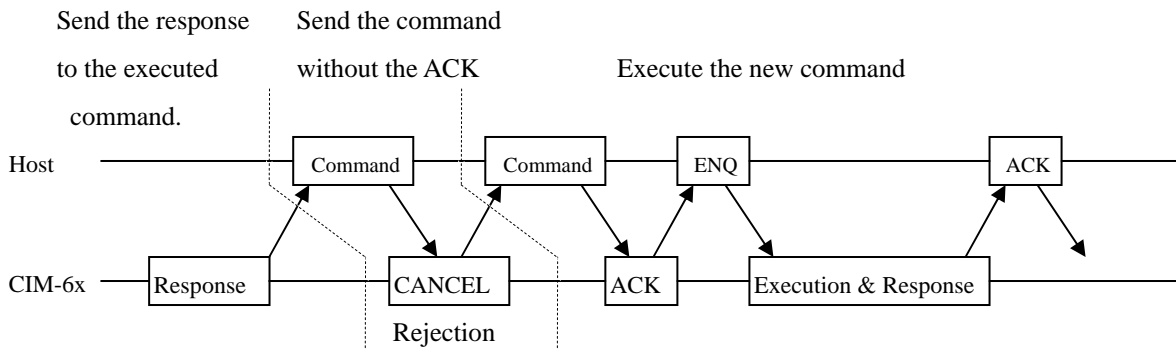 Send the response
to the executed
command.
Send the command
without the ACK
Execute the new command
Host
Command
Command
ENQ
ACK
CIM-6x
Response
CANCEL
ACK
Execution & Response
Rejection